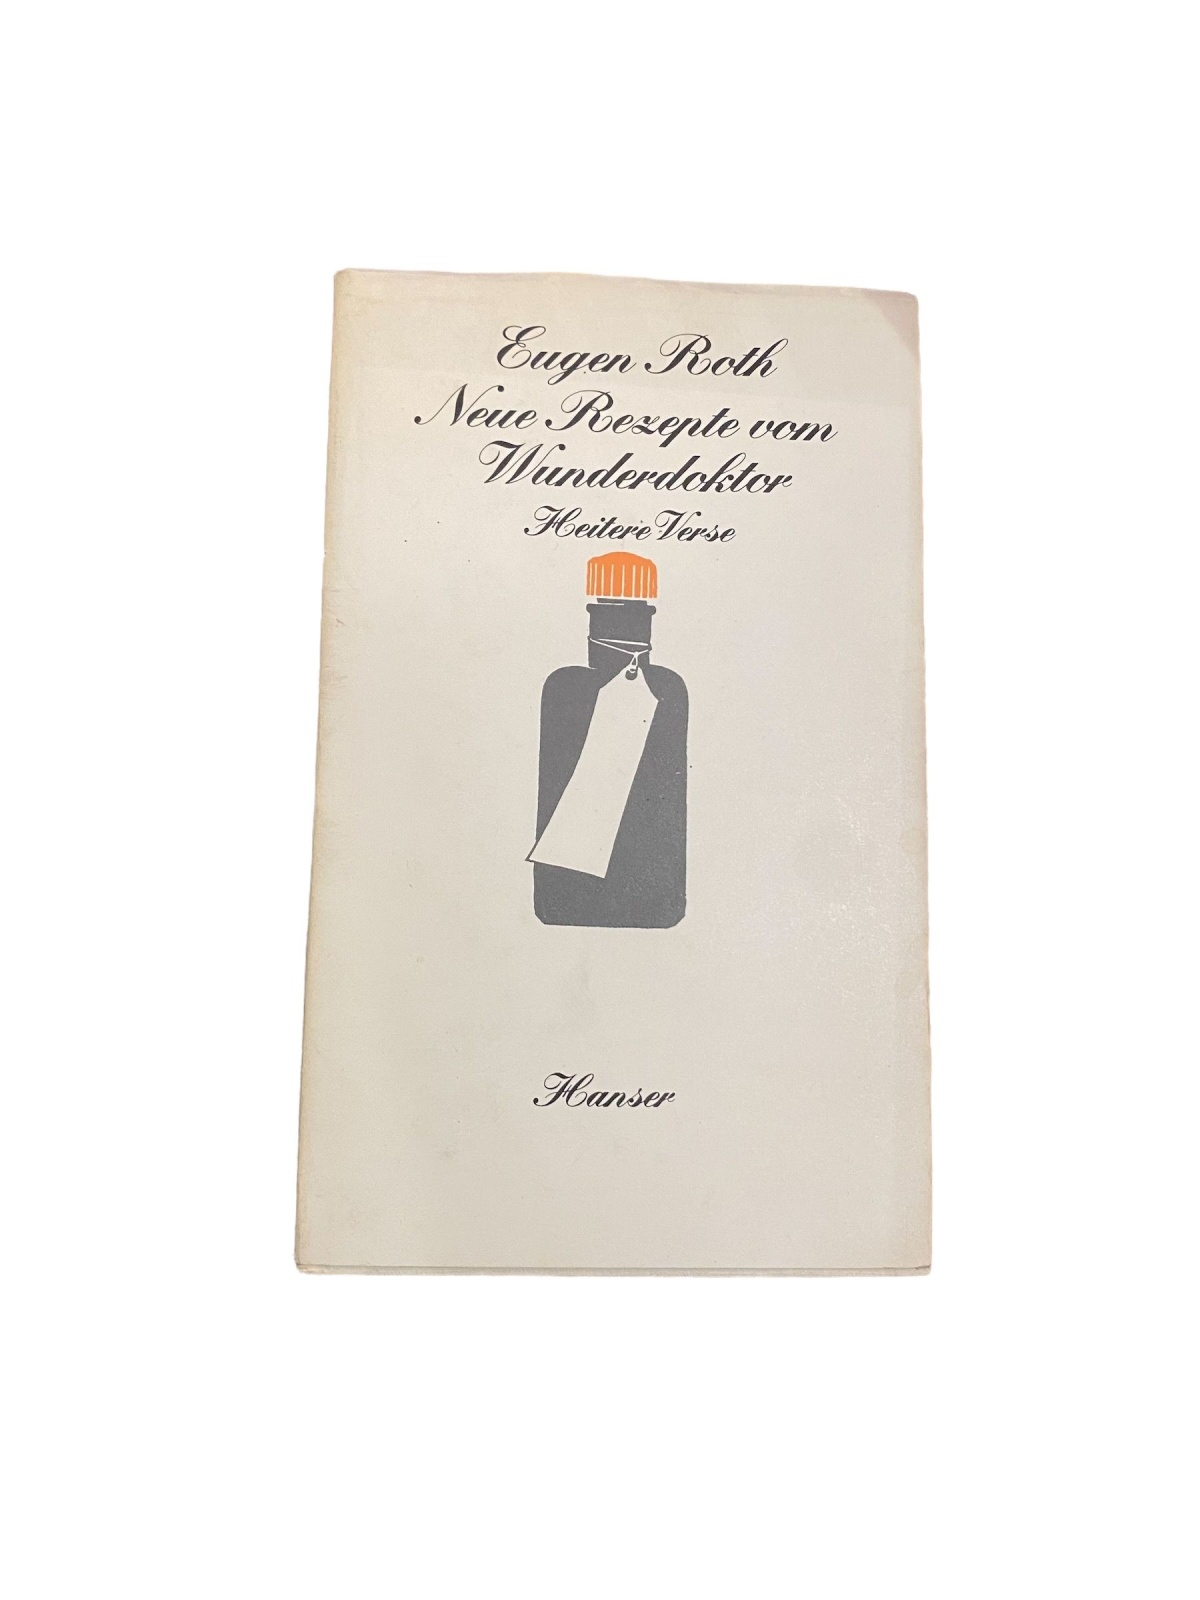 Eugen Roth
Neue Rezepte vom
Wunderdoktor
Heitere Verse
Hanser